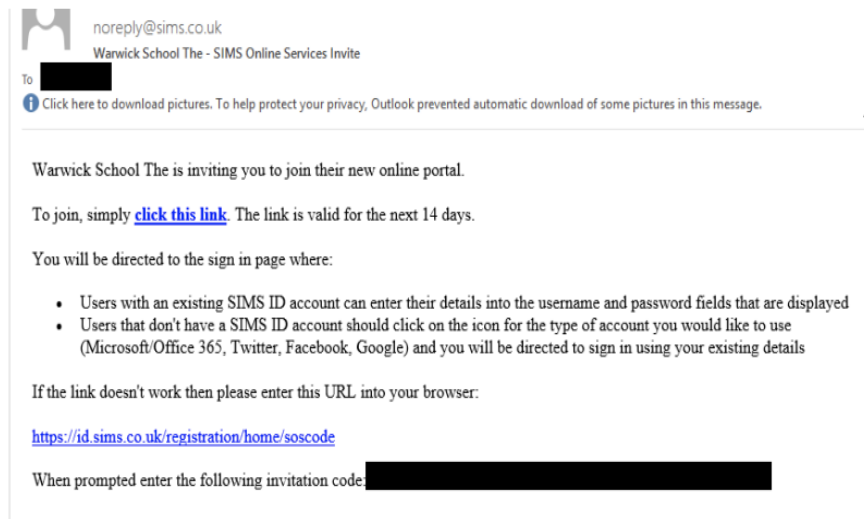 noreply@sims.co.uk
Warwick School The - SIMS Online Services Invite
To
Click here to download pictures. To help protect your privacy, Outlook prevented automatic download of some pictures in this message.
Warwick School The is inviting you to join their new online portal.
To join, simply click this link. The link is valid for the next 14 days.
You will be directed to the sign in page where:
• Users with an existing SIMS ID account can enter their details into the username and password fields that are displayed
• Users that don't have a SIMS ID account should click on the icon for the type of account you would like to use
(Microsoft/Office 365, Twitter, Facebook, Google) and you will be directed to sign in using your existing details
If the link doesn't work then please enter this URL into your browser:
https://id.sims.co.uk/registration/home/soscode
When prompted enter the following invitation code: